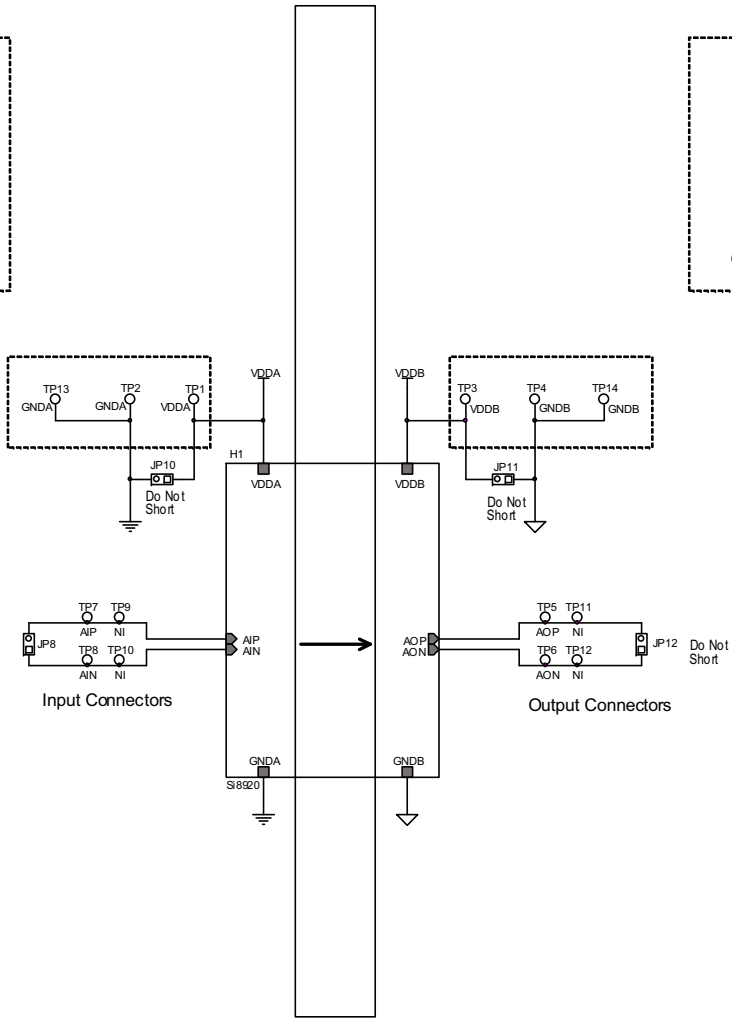 VDDA
VDDB
TP13
TP2
TP1
GNDA
GNDA
VDDA
TP3
TP4
TP14
VDDB
GNDB
GNDB
H1
JP10
Do Not
Short
VDDA
VDDB
JP11
Do Not
Short
TP7
TP9
AIP
NI
JP8
TP8
TP10
AIN
NI
Input Connectors
AIP
AIN
AOP
AON
TP5
TP11
AOP
NI
TP6
TP12
AON
NI
JP12
Do Not
Short
Output Connectors
GNDA
GNDB
Si8920